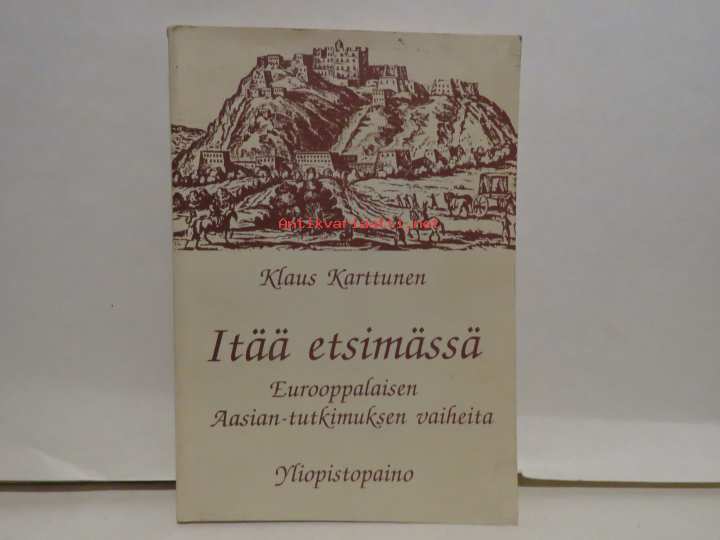 Antikvariaatti.net
Klaus Karttunen
Itää etsimässä
Eurooppalaisen
Aasian-tutkimuksen vaiheita
Yliopistopaino